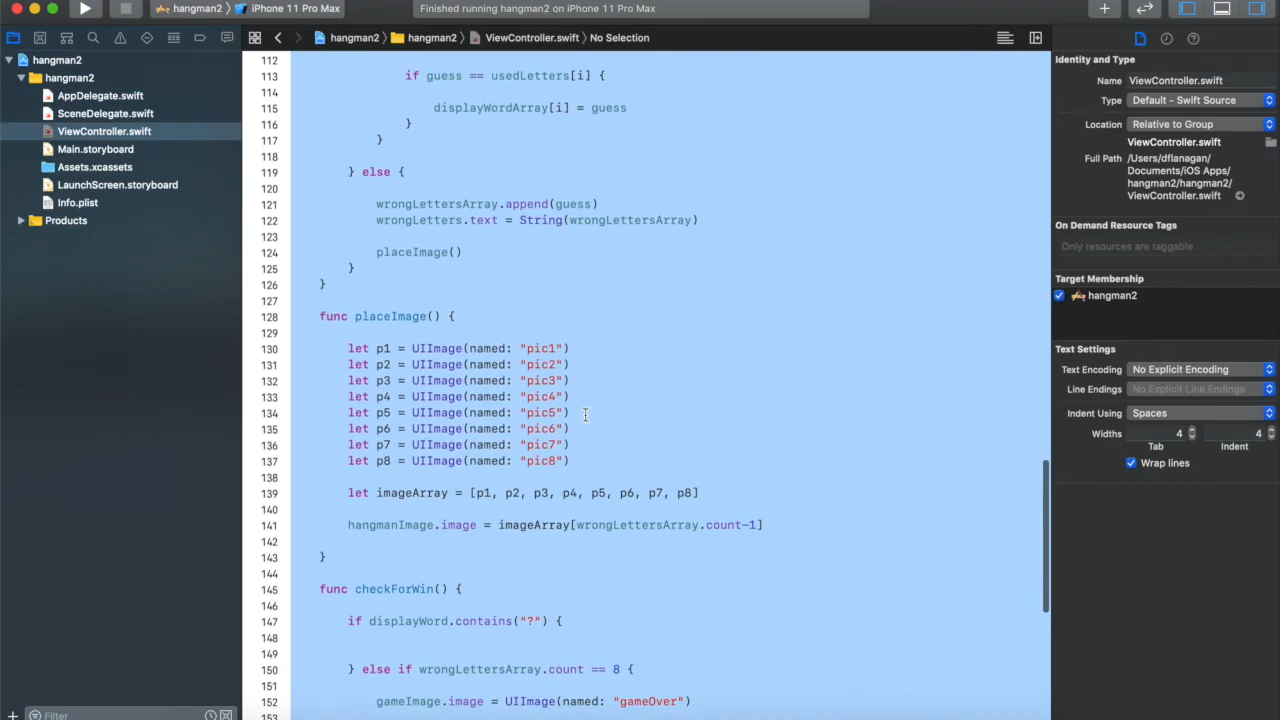 hangman2 〉 iPhone 11 Pro Max
Finished running hangman2 on iPhone 11 Pro Max
hangman2 〉 hangman2 〉 ViewController.swift 〉 No Selection
hangman2
hangman2
AppDelegate.swift
SceneDelegate.swift
ViewController.swift
Main.storyboard
Assets.xcassets
LaunchScreen.storyboard
Info.plist
Products
Filter
112
113 if guess == usedLetters[i] {
114
115 displayWordArray[i] = guess
116 }
117 }
118
119 } else {
120
121 wrongLettersArray.append(guess)
122 wrongLetters.text = String(wrongLettersArray)
123
124 placeImage()
125 }
126 }
127
128 func placeImage() {
129
130 let p1 = UIImage(named: "pic1")
131 let p2 = UIImage(named: "pic2")
132 let p3 = UIImage(named: "pic3")
133 let p4 = UIImage(named: "pic4")
134 let p5 = UIImage(named: "pic5")
135 let p6 = UIImage(named: "pic6")
136 let p7 = UIImage(named: "pic7")
137 let p8 = UIImage(named: "pic8")
138
139 let imageArray = [p1, p2, p3, p4, p5, p6, p7, p8]
140
141 hangmanImage.image = imageArray[wrongLettersArray.count-1]
142
143 }
144
145 func checkForWin() {
146
147 if displayWord.contains("?") {
148
149
150 } else if wrongLettersArray.count == 8 {
151
152 gameImage.image = UIImage(named: "gameOver")
153
Identity and Type
Name ViewController.swift
Type Default - Swift Source
Location Relative to Group
ViewController.swift
Full Path /Users/dflanagan/
Documents/iOS Apps/
hangman2/hangman2/
ViewController.swift
On Demand Resource Tags
Only resources are taggable
Target Membership
hangman2
Text Settings
Text Encoding No Explicit Encoding
Line Endings No Explicit Line Endings
Indent Using Spaces
Widths 4 4
Tab Indent
Wrap lines